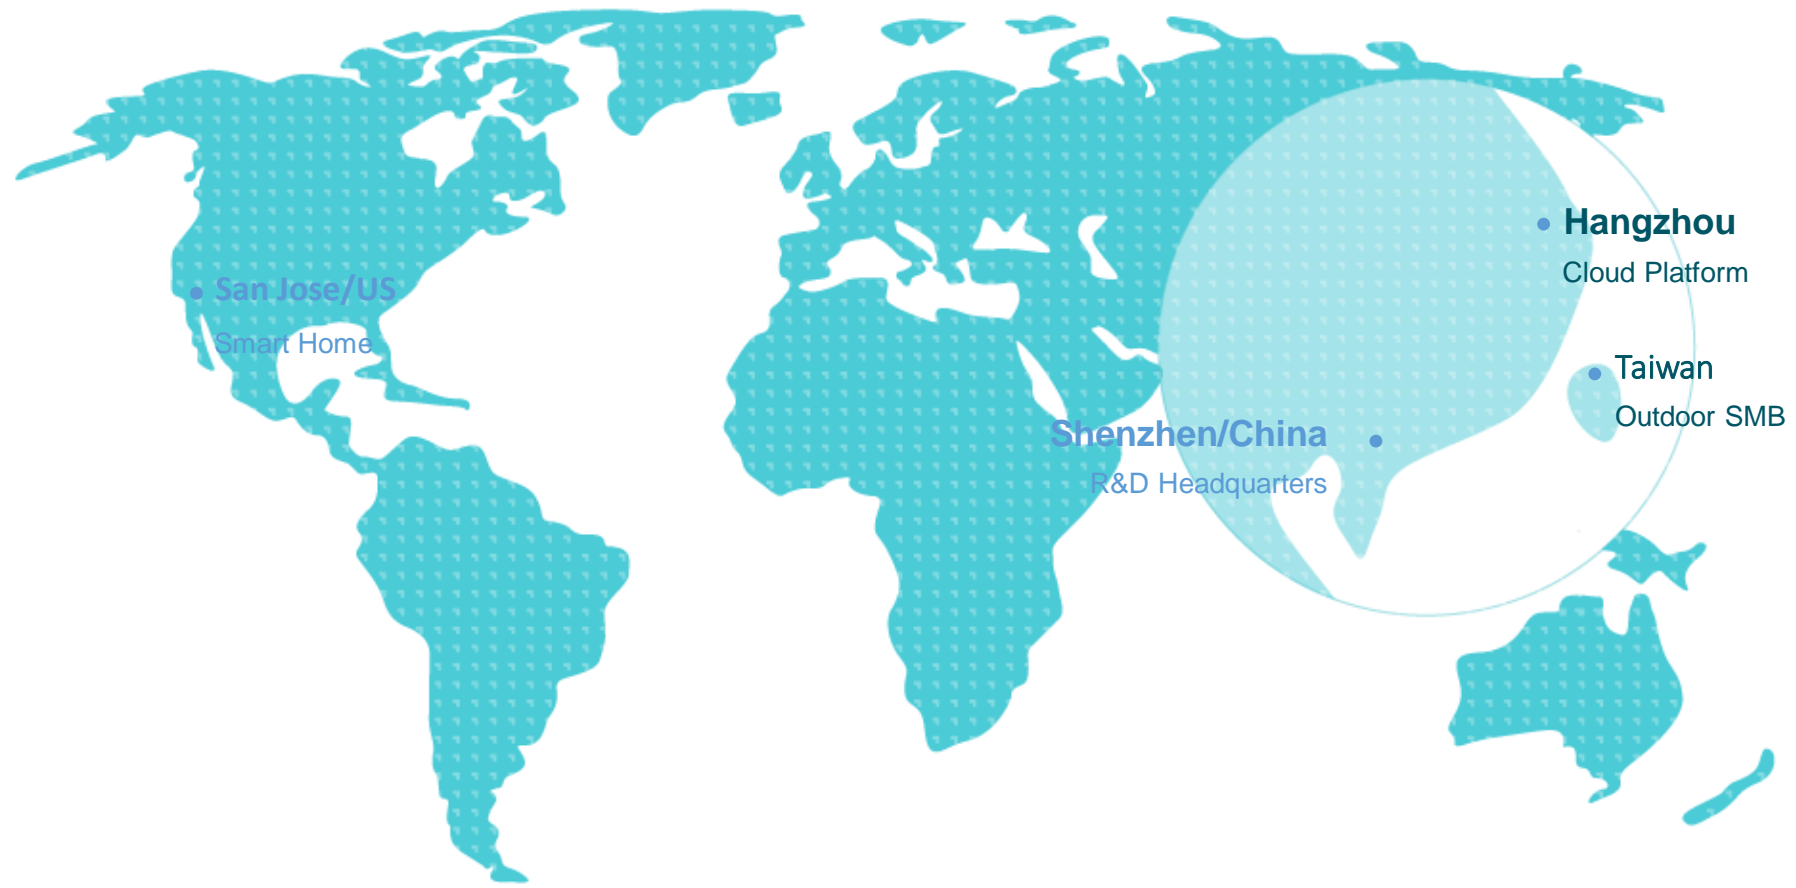 Hangzhou
Cloud Platform
San Jose/US
Smart Home
Taiwan
Outdoor SMB
Shenzhen/China
R&D Headquarters